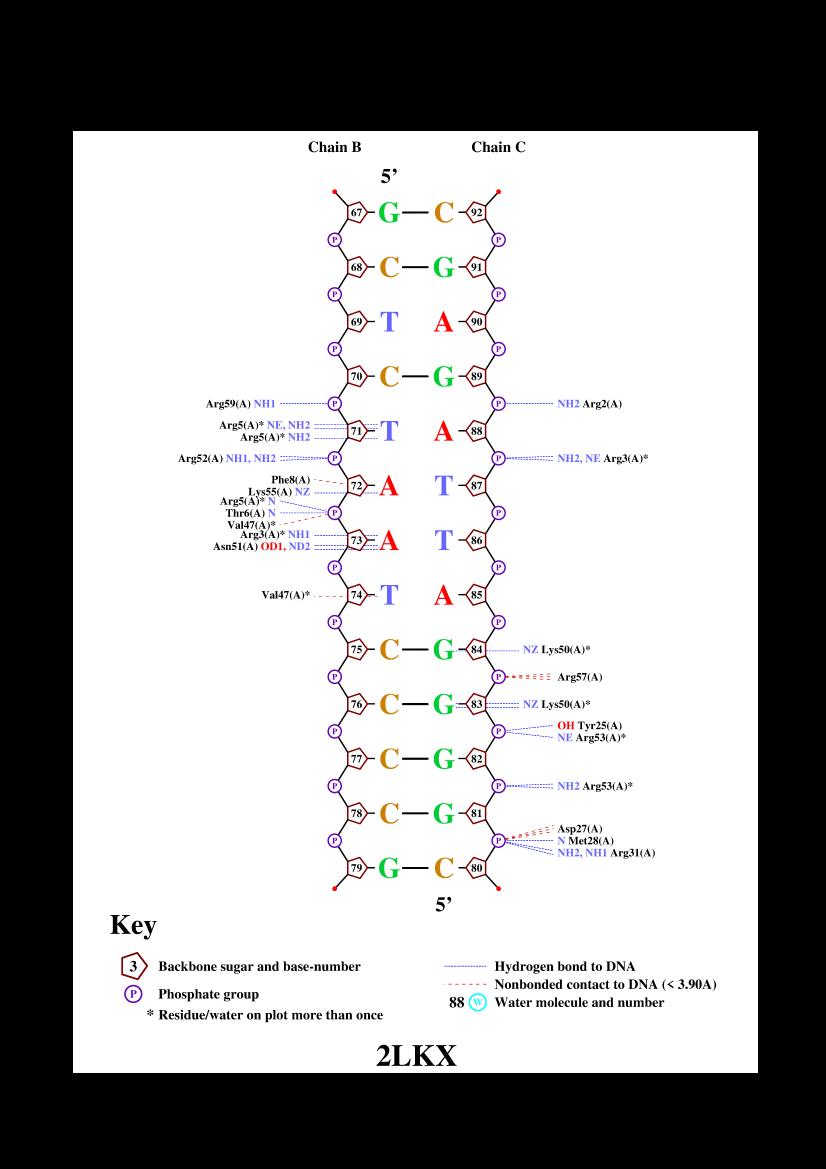 Chain B Chain C
5’
67 G C 92
P P
68 C G 91
P P
69 T A 90
P P
70 C G 89
Arg59(A) NH1 P P NH2 Arg2(A)
Arg5(A)* NE, NH2
71 T A 88
Arg5(A)* NH2
Arg52(A) NH1, NH2 P P NH2, NE Arg3(A)*
Phe8(A)
72 A T 87
Lys55(A) NZ
Arg5(A)* N
Thr6(A) N P P
Val47(A)*
Arg3(A)* NH1
73 A T 86
Asn51(A) OD1, ND2
P P
Val47(A)* 74 T A 85
P P
75 C G 84 NZ Lys50(A)*
P P Arg57(A)
76 C G 83 NZ Lys50(A)*
OH Tyr25(A)
P P
NE Arg53(A)*
77 C G 82
P P NH2 Arg53(A)*
78 C G 81
Asp27(A)
P P N Met28(A)
NH2, NH1 Arg31(A)
79 G C 80
5’
Key
3 Backbone sugar and base-number
P Phosphate group
* Residue/water on plot more than once
Hydrogen bond to DNA
Nonbonded contact to DNA (< 3.90A)
88 W Water molecule and number
2LKX